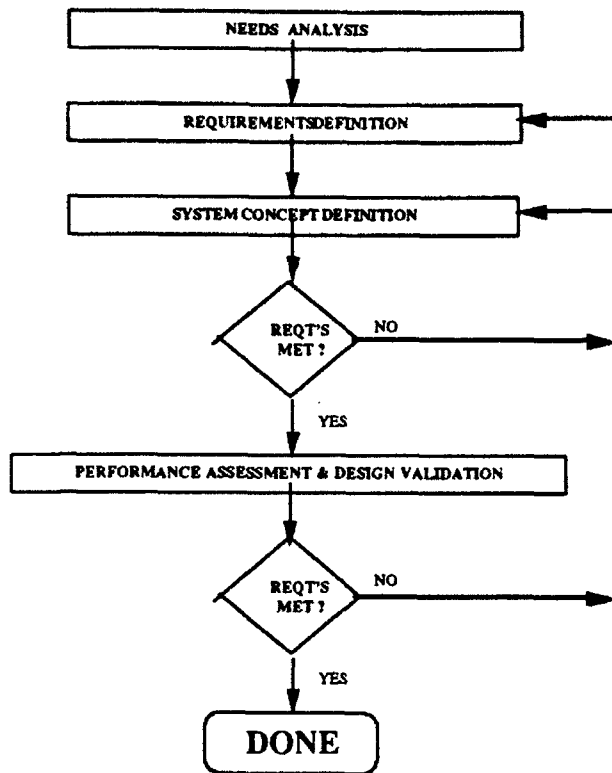 NEEDS ANALYSIS
REQUIREMENTSDEFINITION
SYSTEM CONCEPT DEFINITION
REQT'S
MET ?
NO
YES
PERFORMANCE ASSESSMENT & DESIGN VALIDATION
REQT'S
MET ?
NO
YES
DONE